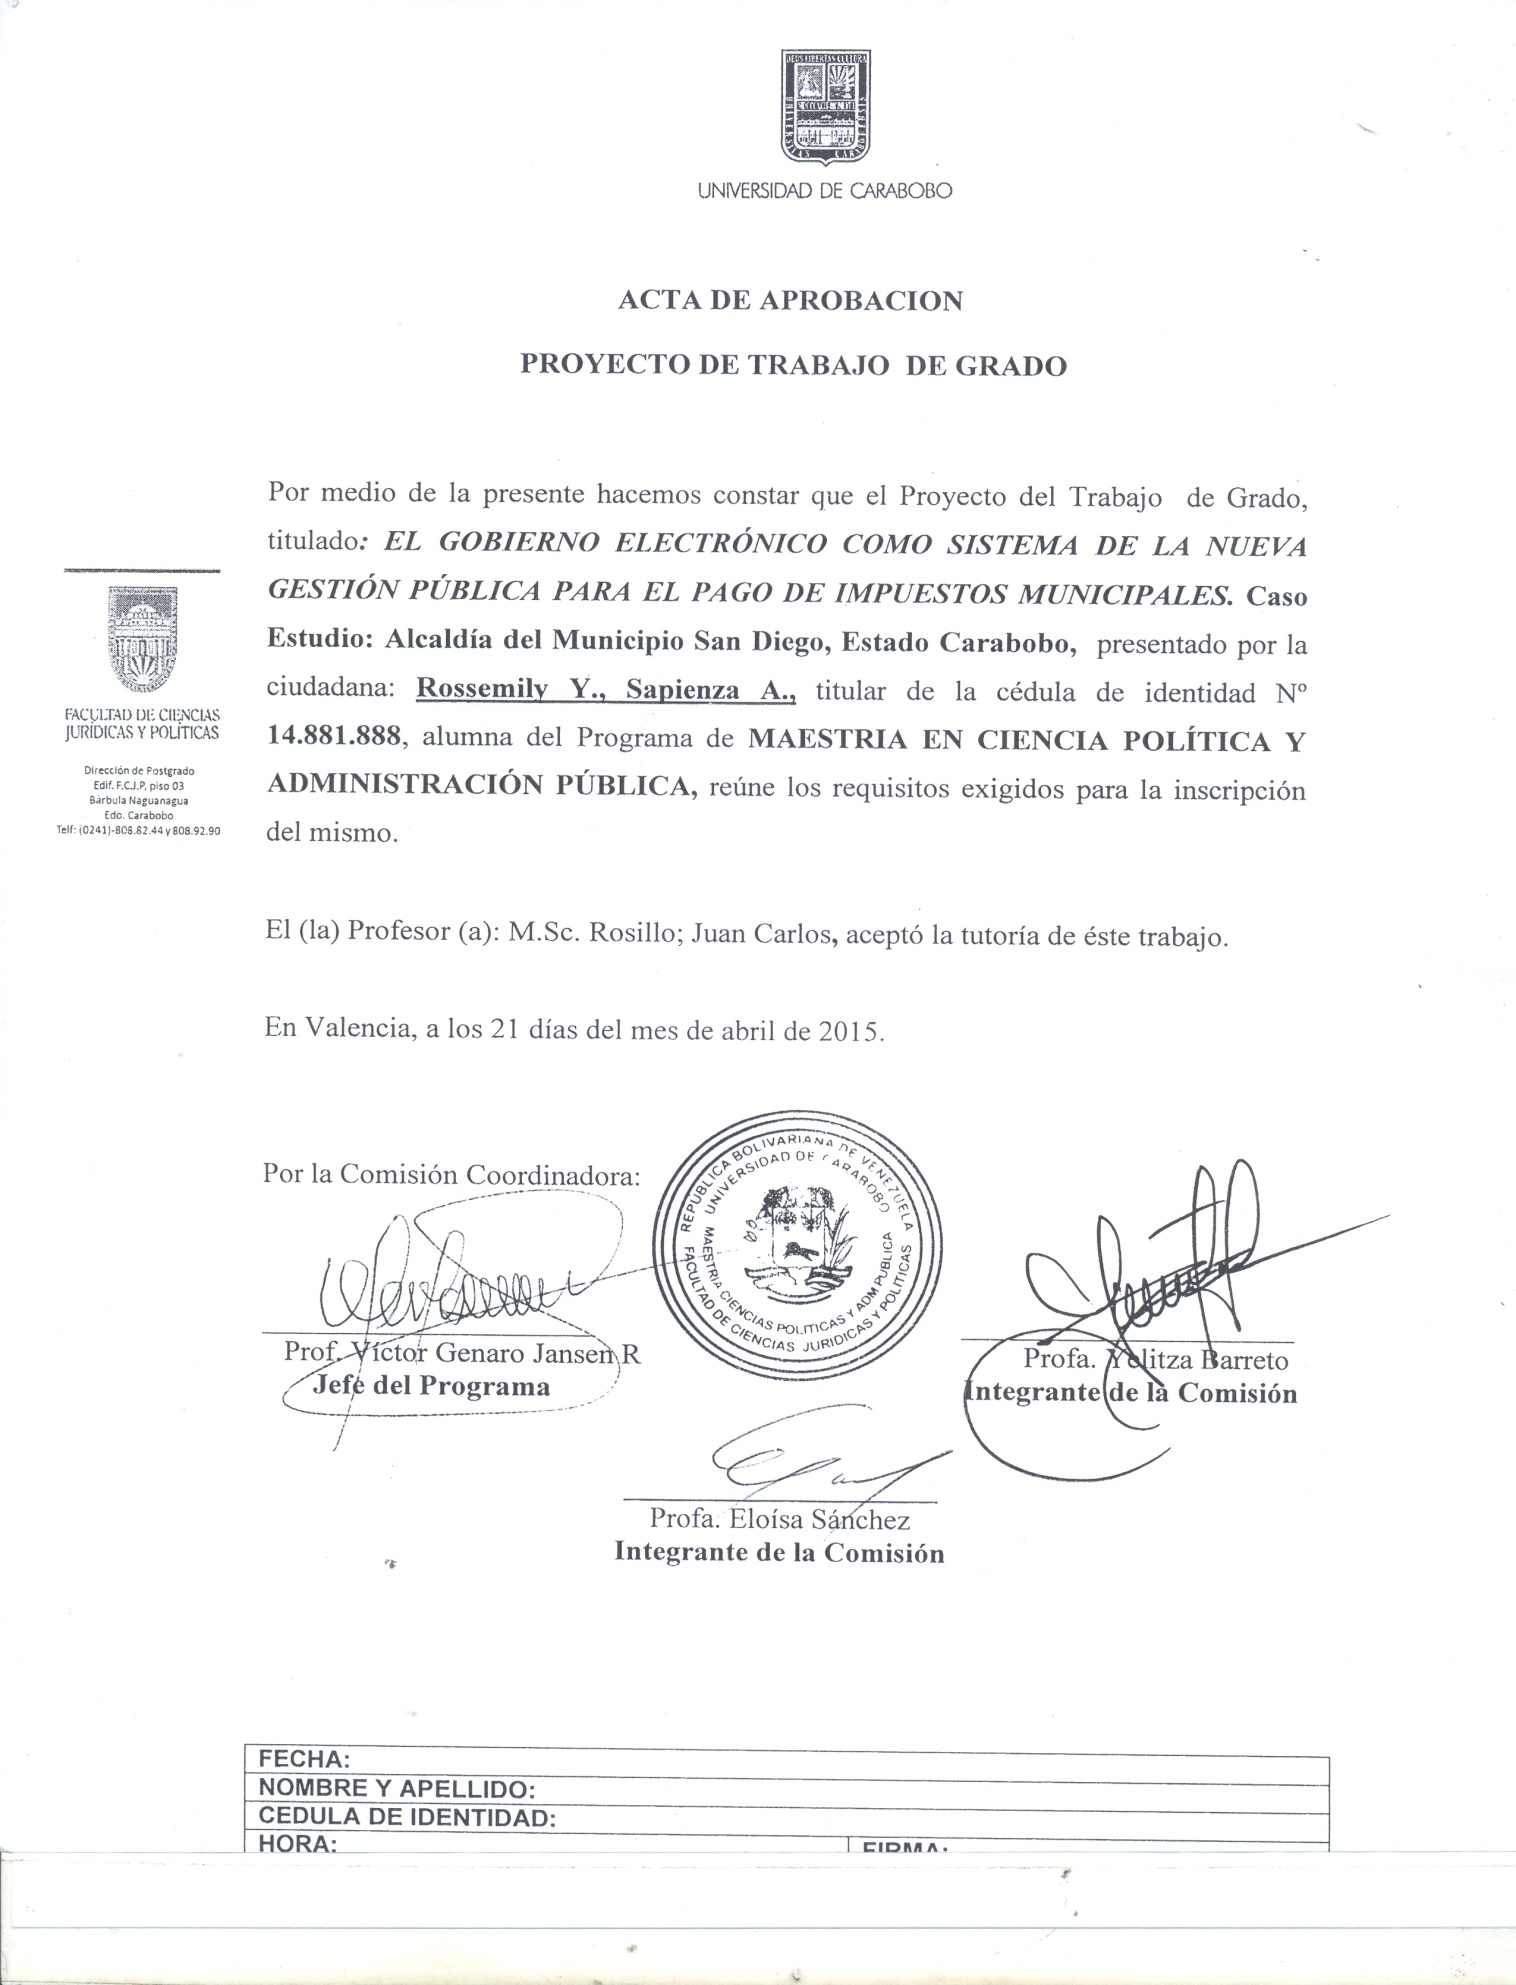 DEUS LIBERTAS CULTURA
UNIVERSITAS CARABOBENSIS
UNIVERSIDAD DE CARABOBO
ACTA DE APROBACION
PROYECTO DE TRABAJO DE GRADO
Por medio de la presente hacemos constar que el Proyecto del Trabajo de Grado,
titulado: EL GOBIERNO ELECTRÓNICO COMO SISTEMA DE LA NUEVA
GESTIÓN PÚBLICA PARA EL PAGO DE IMPUESTOS MUNICIPALES. Caso
Estudio: Alcaldía del Municipio San Diego, Estado Carabobo, presentado por la
ciudadana: Rossemily Y., Sapienza A., titular de la cédula de identidad Nº
14.881.888, alumna del Programa de MAESTRIA EN CIENCIA POLÍTICA Y
ADMINISTRACIÓN PÚBLICA, reúne los requisitos exigidos para la inscripción
del mismo.
FACULTAD DE CIENCIAS
JURÍDICAS Y POLÍTICAS
Dirección de Postgrado
Edif. F.C.J.P, piso 03
Bárbula Naguanagua
Edo. Carabobo
Telf: (0241)-808.82.44 y 808.92.90
El (la) Profesor (a): M.Sc. Rosillo; Juan Carlos, aceptó la tutoría de éste trabajo.
En Valencia, a los 21 días del mes de abril de 2015.
Por la Comisión Coordinadora:
REPUBLICA BOLIVARIANA DE VENEZUELA
UNIVERSIDAD DE CARABOBO
MAESTRIA CIENCIAS POLITICAS Y ADM PUBLICA
FACULTAD DE CIENCIAS JURIDICAS Y POLITICAS
Prof. Víctor Genaro Jansen R
Jefe del Programa
Profa. Yelitza Barreto
Integrante de la Comisión
Profa. Eloísa Sánchez
Integrante de la Comisión
FECHA:
NOMBRE Y APELLIDO:
CEDULA DE IDENTIDAD:
HORA: FIRMA: